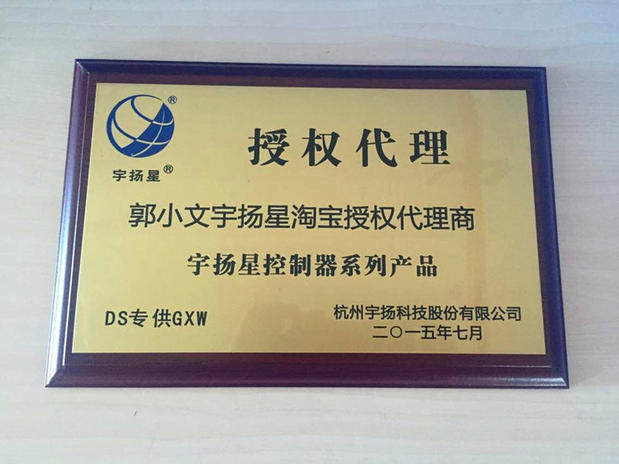 ®
宇扬星®
授权代理
郭小文宇扬星淘宝授权代理商
宇扬星控制器系列产品
DS专供GXW
杭州宇扬科技股份有限公司
二〇一五年七月